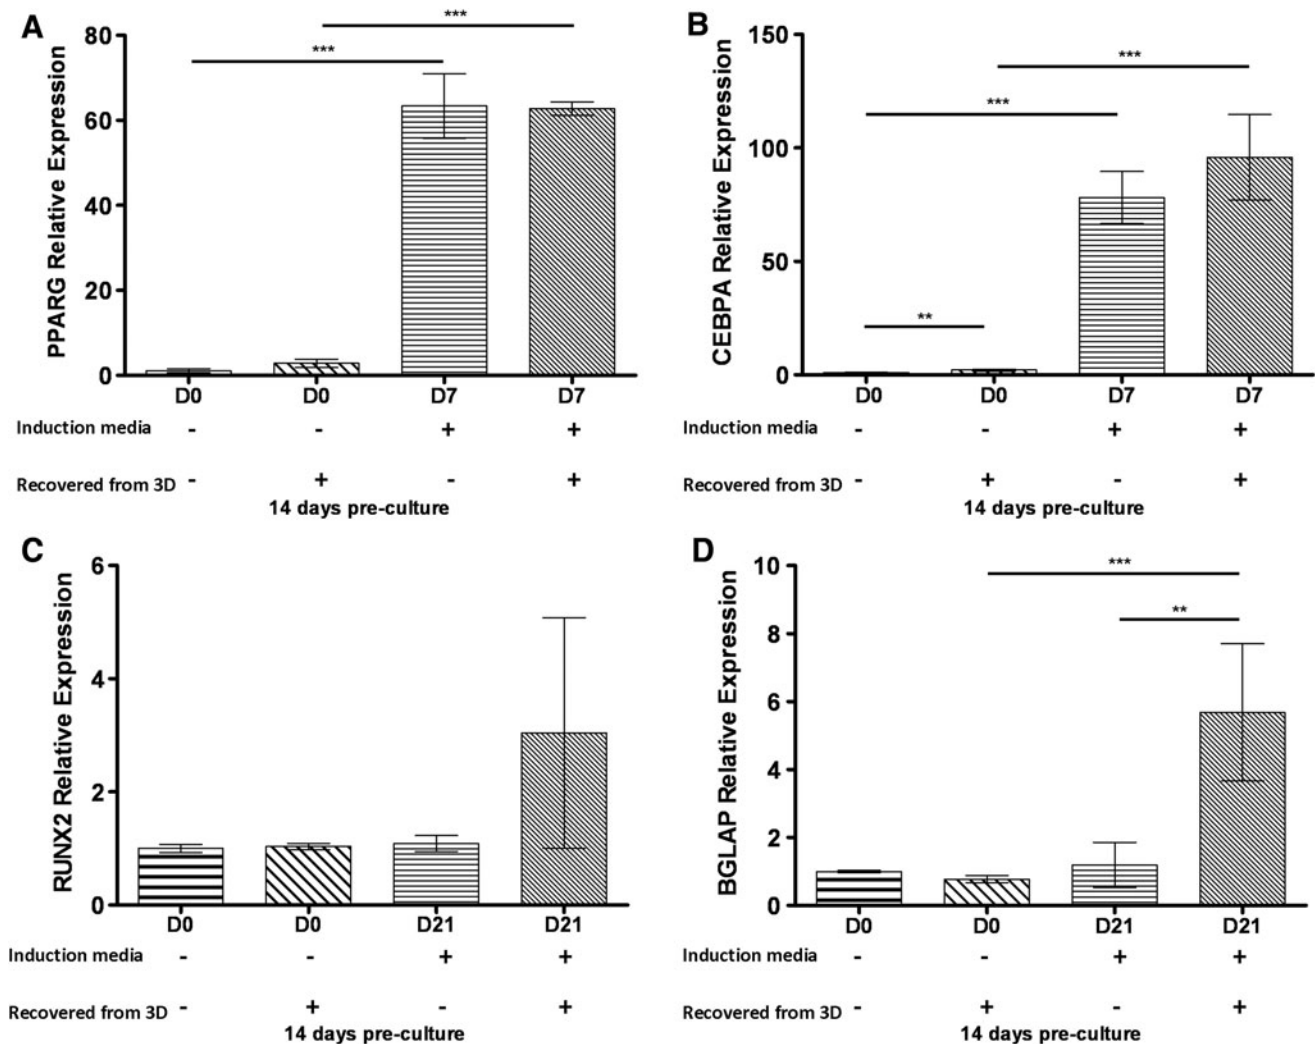 A
PPARG Relative Expression
80
60
40
20
0
***
***
D0 D0 D7 D7
Induction media - - + +
Recovered from 3D - + - +
14 days pre-culture
B
CEBPA Relative Expression
150
100
50
0
***
***
**
D0 D0 D7 D7
Induction media - - + +
Recovered from 3D - + - +
14 days pre-culture
C
RUNX2 Relative Expression
6
4
2
0
D0 D0 D21 D21
Induction media - - + +
Recovered from 3D - + - +
14 days pre-culture
D
BGLAP Relative Expression
10
8
6
4
2
0
***
**
D0 D0 D21 D21
Induction media - - + +
Recovered from 3D - + - +
14 days pre-culture